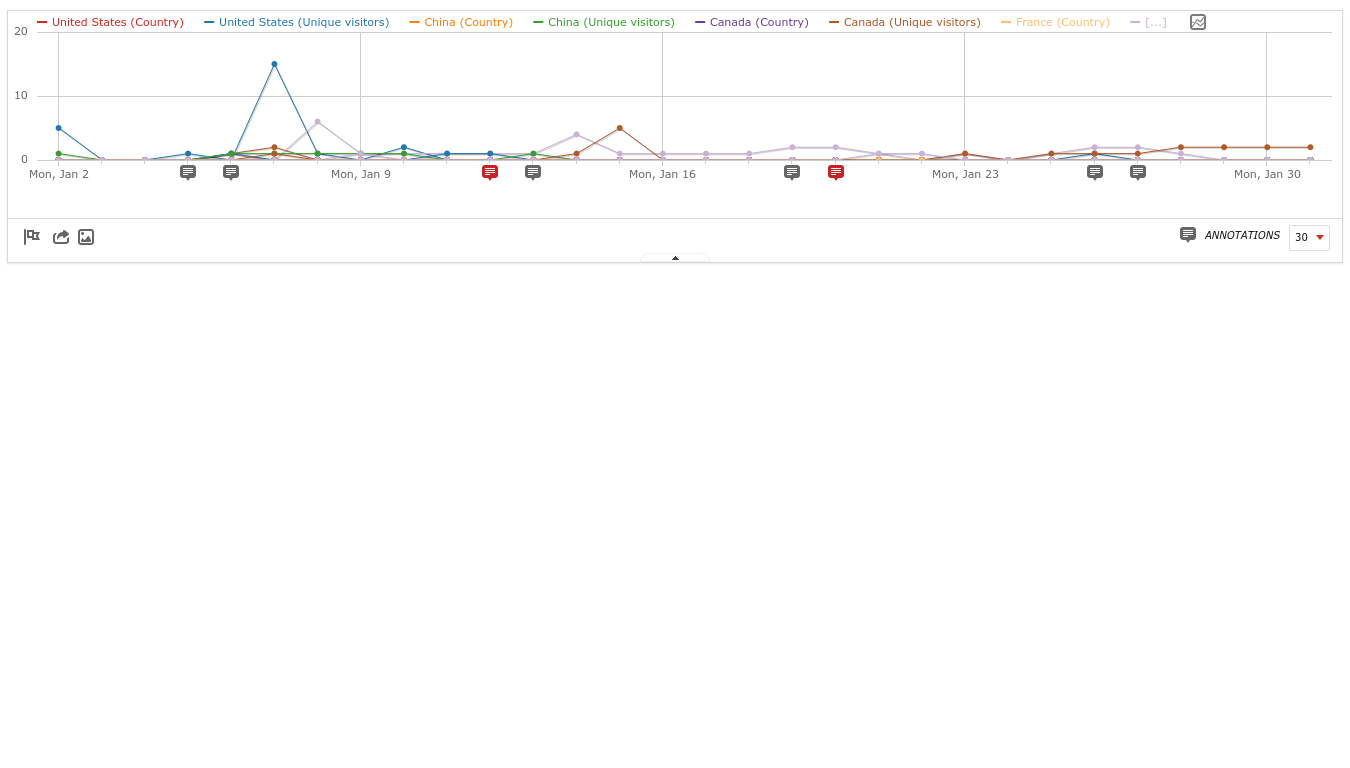 United States (Country) United States (Unique visitors) China (Country) China (Unique visitors) Canada (Country) Canada (Unique visitors) France (Country) [...]
20
10
0
Mon, Jan 2 Mon, Jan 9 Mon, Jan 16 Mon, Jan 23 Mon, Jan 30
ANNOTATIONS 30